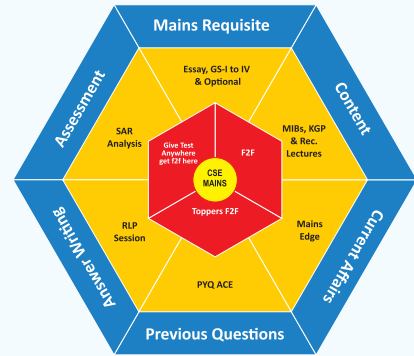 Mains Requisite
Essay, GS-I to IV
& Optional
Assessment
Content
SAR
Analysis
MIBs, KGP
& Rec.
Lectures
Give Test
Anywhere
get f2f here
F2F
CSE
MAINS
Toppers F2F
RLP
Session
Mains
Edge
Answer Writing
Current Affairs
PYQ ACE
Previous Questions